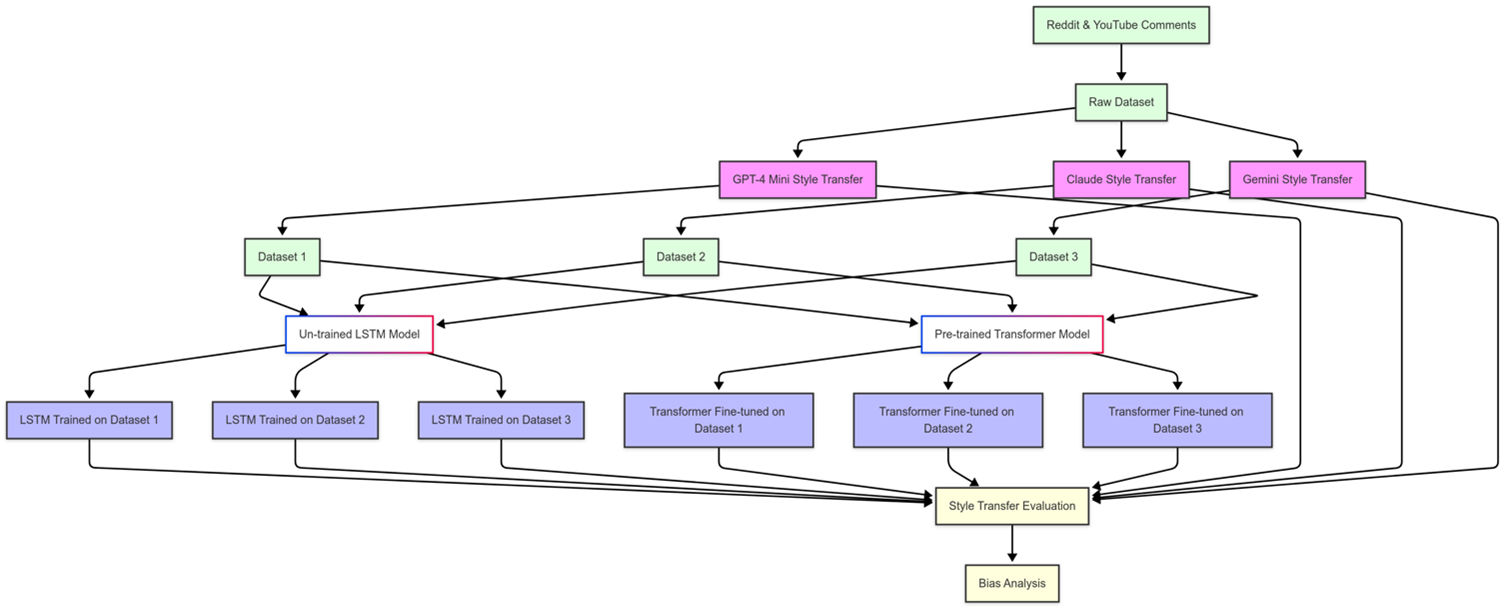 Reddit & YouTube Comments
Raw Dataset
GPT-4 Mini Style Transfer
Claude Style Transfer
Gemini Style Transfer
Dataset 1
Dataset 2
Dataset 3
Un-trained LSTM Model
Pre-trained Transformer Model
LSTM Trained on Dataset 1
LSTM Trained on Dataset 2
LSTM Trained on Dataset 3
Transformer Fine-tuned on
Dataset 1
Transformer Fine-tuned on
Dataset 2
Transformer Fine-tuned on
Dataset 3
Style Transfer Evaluation
Bias Analysis